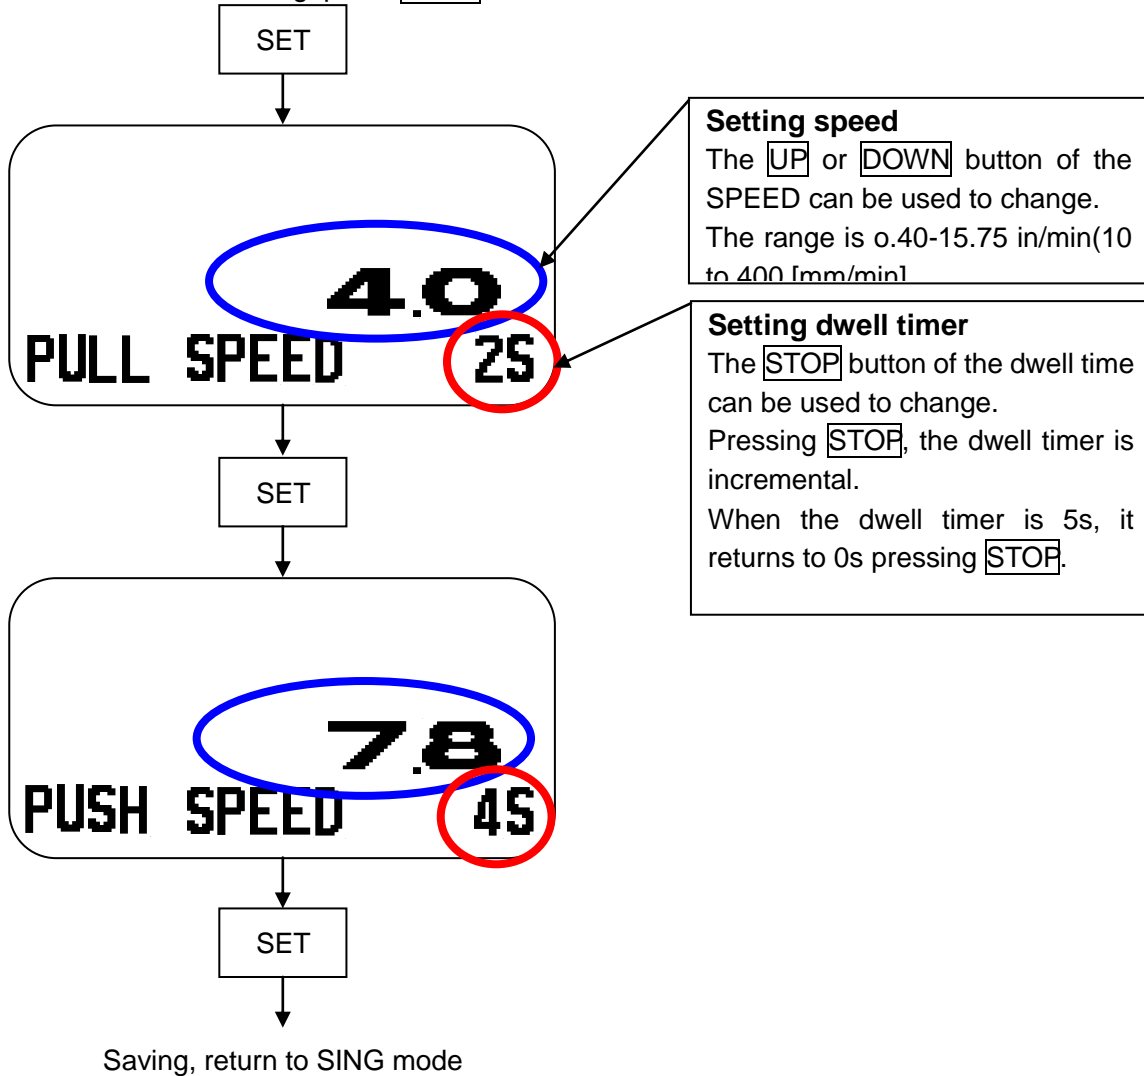 SET
Setting speed
The UP or DOWN button of the
SPEED can be used to change.
The range is o.40-15.75 in/min(10
to 400 [mm/min]
4.0
PULL SPEED 2S
Setting dwell timer
The STOP button of the dwell time
can be used to change.
Pressing STOP, the dwell timer is
incremental.
When the dwell timer is 5s, it
returns to 0s pressing STOP.
SET
7.8
PUSH SPEED 4S
SET
Saving, return to SING mode